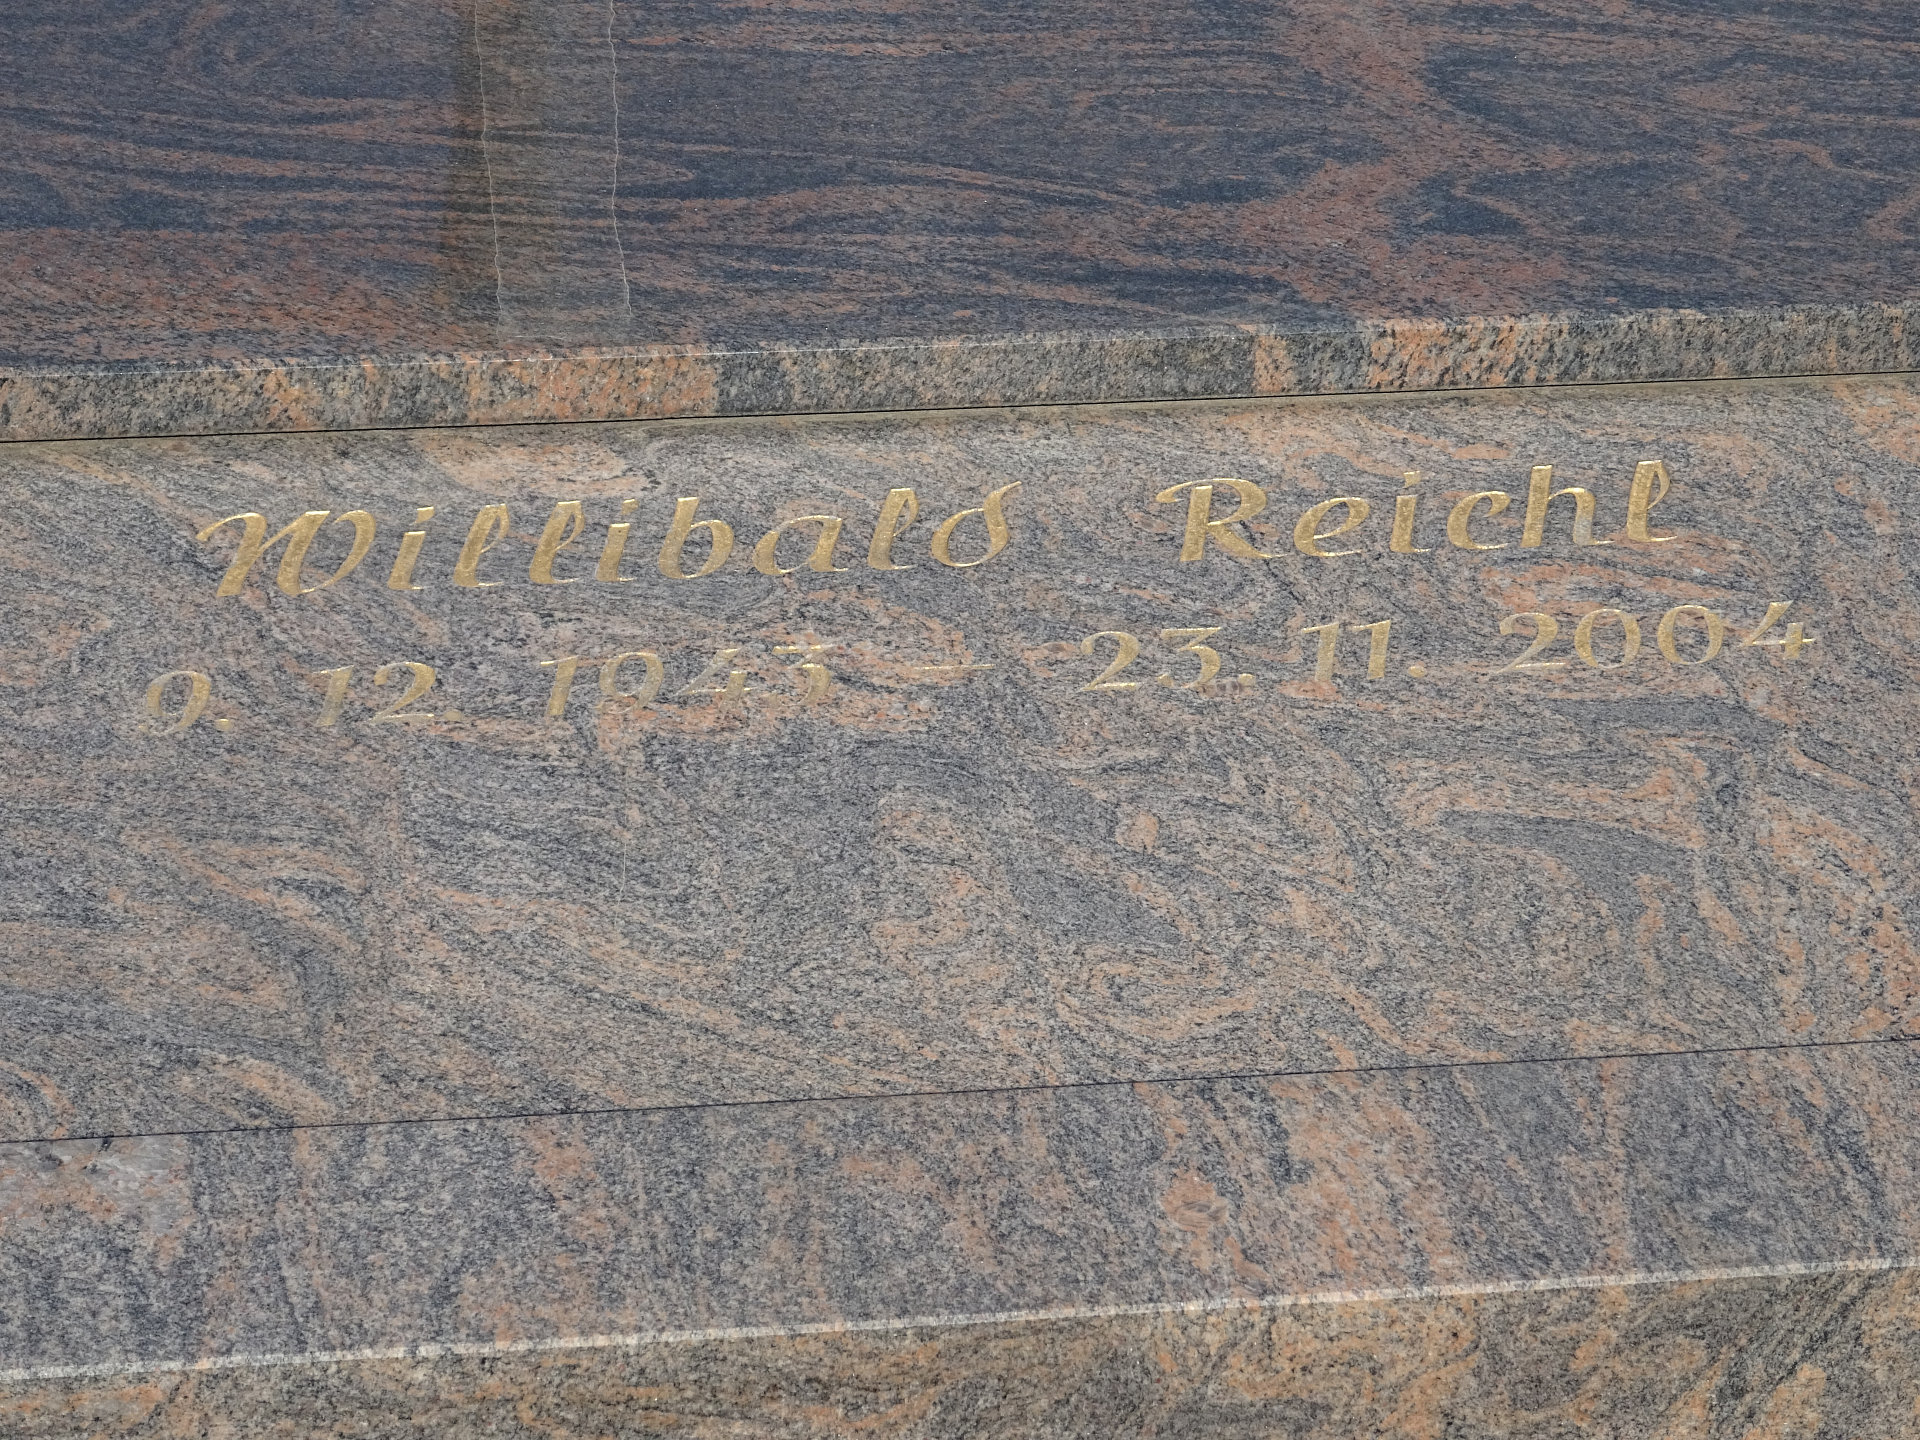 Willibald Reichl
9. 12. 1943 – 23. 11. 2004